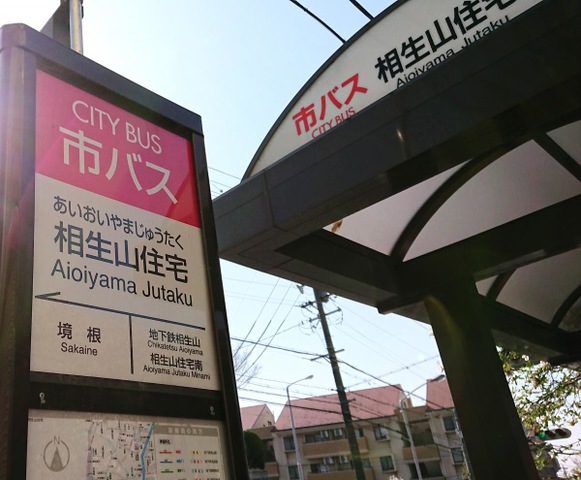 CITY BUS
市バス
あいおいやまじゅうたく
相生山住宅
Aioiyama Jutaku
境根
Sakaine
地下鉄相生山
Chikatetsu Aioiyama
相生山住宅南
Aioiyama Jutaku Minami
N
市バス
CITY BUS
相生山住宅
Aioiyama Jutaku